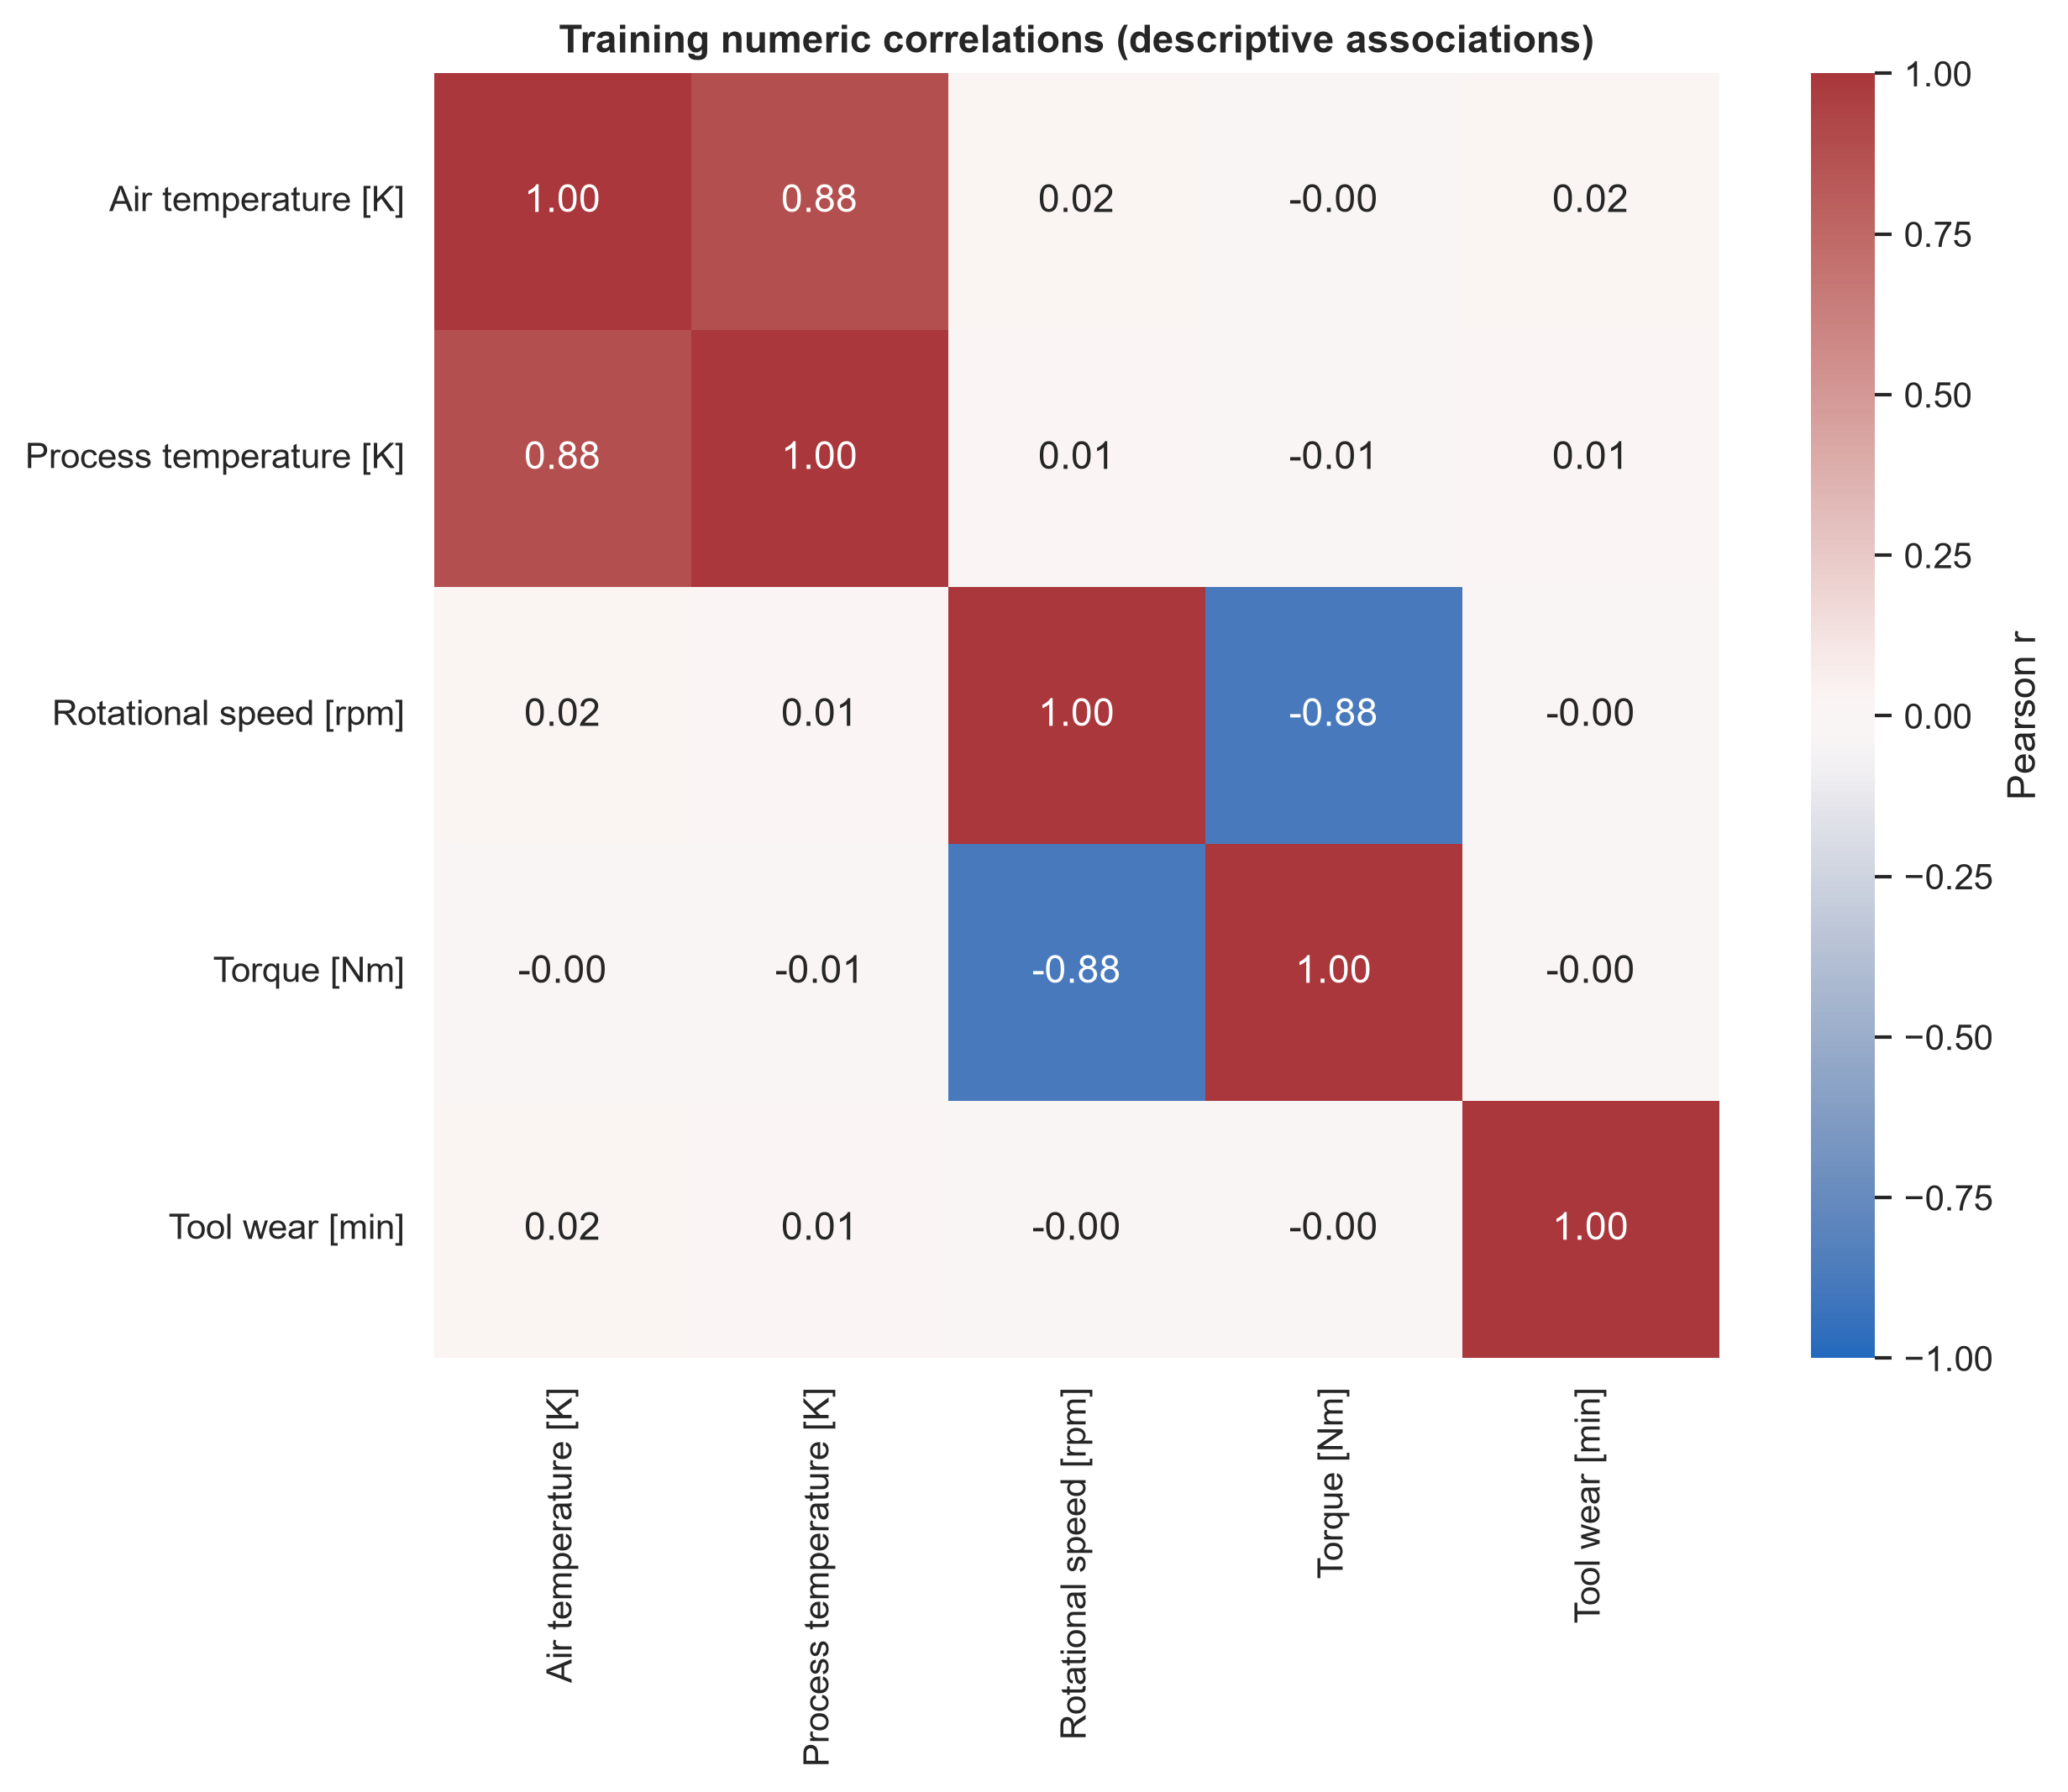 Training numeric correlations (descriptive associations)
Air temperature [K] 1.00 0.88 0.02 -0.00 0.02
Process temperature [K] 0.88 1.00 0.01 -0.01 0.01
Rotational speed [rpm] 0.02 0.01 1.00 -0.88 -0.00
Torque [Nm] -0.00 -0.01 -0.88 1.00 -0.00
Tool wear [min] 0.02 0.01 -0.00 -0.00 1.00
Air temperature [K]
Process temperature [K]
Rotational speed [rpm]
Torque [Nm]
Tool wear [min]
1.00
0.75
0.50
0.25
0.00
−0.25
−0.50
−0.75
−1.00
Pearson r